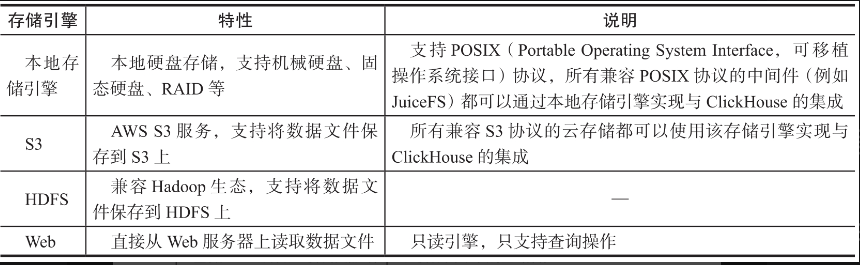 存储引擎 特性 说明
本地存
储引擎
本地硬盘存储，支持机械硬盘、固
态硬盘、RAID 等
支持 POSIX（Portable Operating System Interface，可移植
操作系统接口）协议，所有兼容 POSIX 协议的中间件（例如
JuiceFS）都可以通过本地存储引擎实现与 ClickHouse 的集成
S3
AWS S3 服务，支持将数据文件保
存到 S3 上
所有兼容 S3 协议的云存储都可以使用该存储引擎实现与
ClickHouse 的集成
HDFS
兼容 Hadoop 生态，支持将数据文
件保存到 HDFS 上
—
Web 直接从 Web 服务器上读取数据文件 只读引擎，只支持查询操作